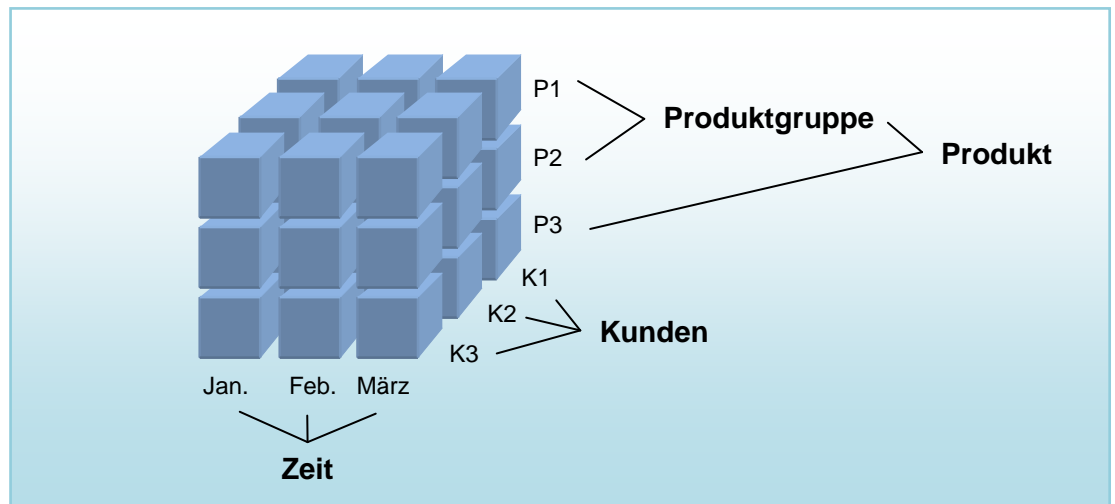 P1
Produktgruppe
P2
Produkt
P3
K1
K2
Kunden
K3
Jan. Feb. März
Zeit